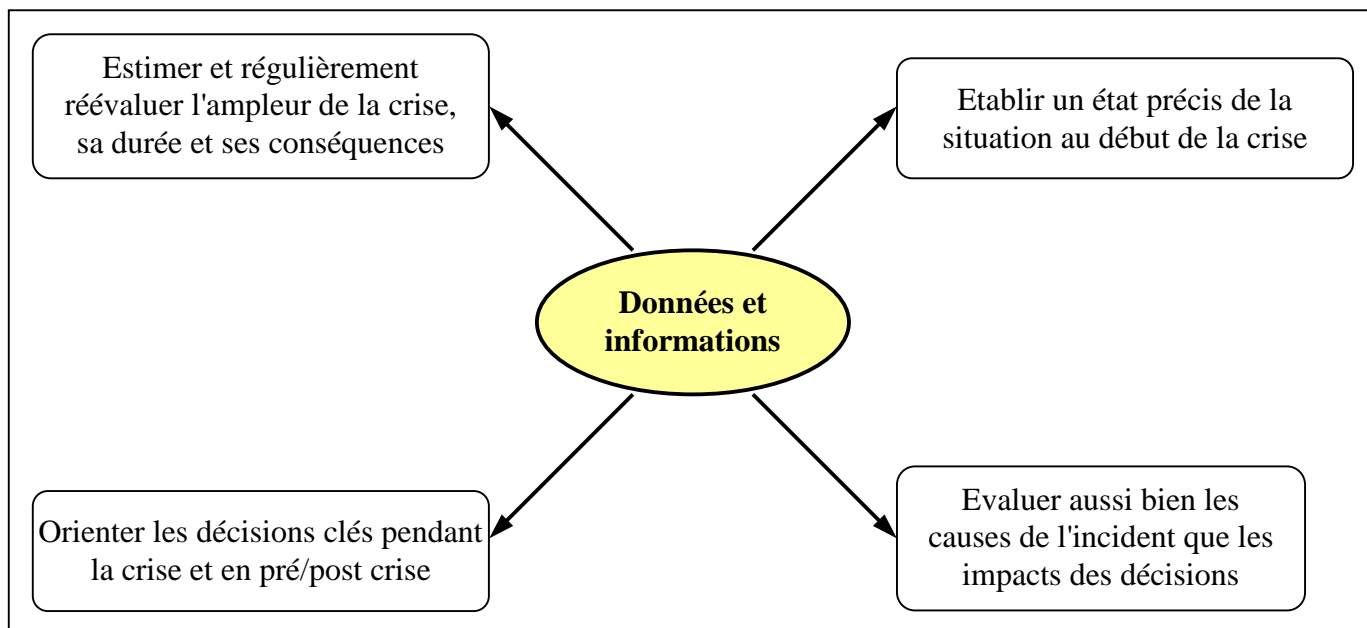 Estimer et régulièrement
réévaluer l'ampleur de la crise,
sa durée et ses conséquences
Etablir un état précis de la
situation au début de la crise
Données et
informations
Orenter les décisions clés pendant
la crise et en pré/post crise
Evaluer aussi bien les
causes de l'incident que les
impacts des décisions